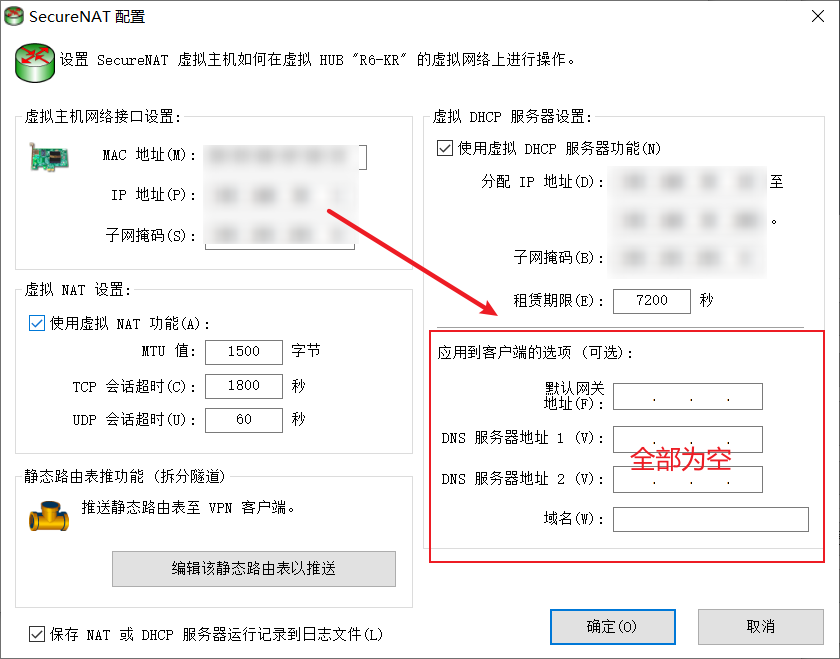 SecureNAT 配置
设置 SecureNAT 虚拟主机如何在虚拟 HUB "R6-KR" 的虚拟网络上进行操作。
虚拟主机网络接口设置:
MAC 地址(M):
IP 地址(P):
子网掩码(S):
虚拟 NAT 设置:
使用虚拟 NAT 功能(A):
MTU 值: 1500 字节
TCP 会话超时(C): 1800 秒
UDP 会话超时(U): 60 秒
静态路由表推功能 (拆分隧道)
推送静态路由表至 VPN 客户端。
编辑该静态路由表以推送
保存 NAT 或 DHCP 服务器运行记录到日志文件(L)
虚拟 DHCP 服务器设置:
使用虚拟 DHCP 服务器功能(N)
分配 IP 地址(D): 至
。
子网掩码(B):
租赁期限(E): 7200 秒
应用到客户端的选项 (可选):
默认网关
地址(F): . . .
DNS 服务器地址 1 (V): . . .
全部为空
DNS 服务器地址 2 (V): . . .
域名(W):
确定(O)
取消